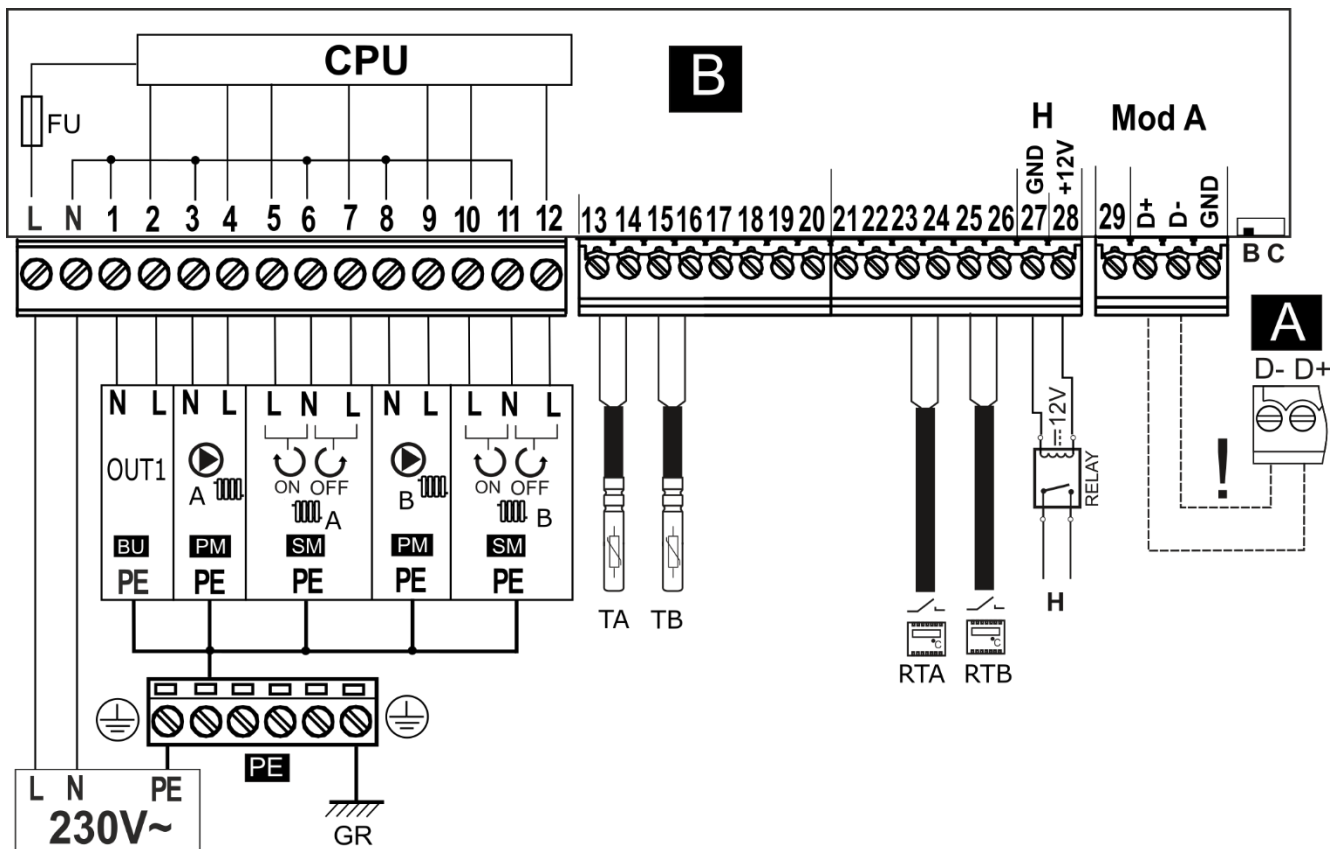 CPU
B
FU
H
Mod A
GND
+12V
D+
D-
GND
L N 1 2 3 4 5 6 7 8 9 10 11 12
13 14 15 16 17 18 19 20 21 22 23 24 25 26 27 28
29
B C
A
D- D+
N L N L L N L N L L N L
OUT1
A
ON OFF
A
B
ON OFF
B
BU PM SM PM SM
PE PE PE PE PE
12V
RELAY
!
H
TA TB
°C
°C
RTA RTB
PE
L N PE
230V~
GR